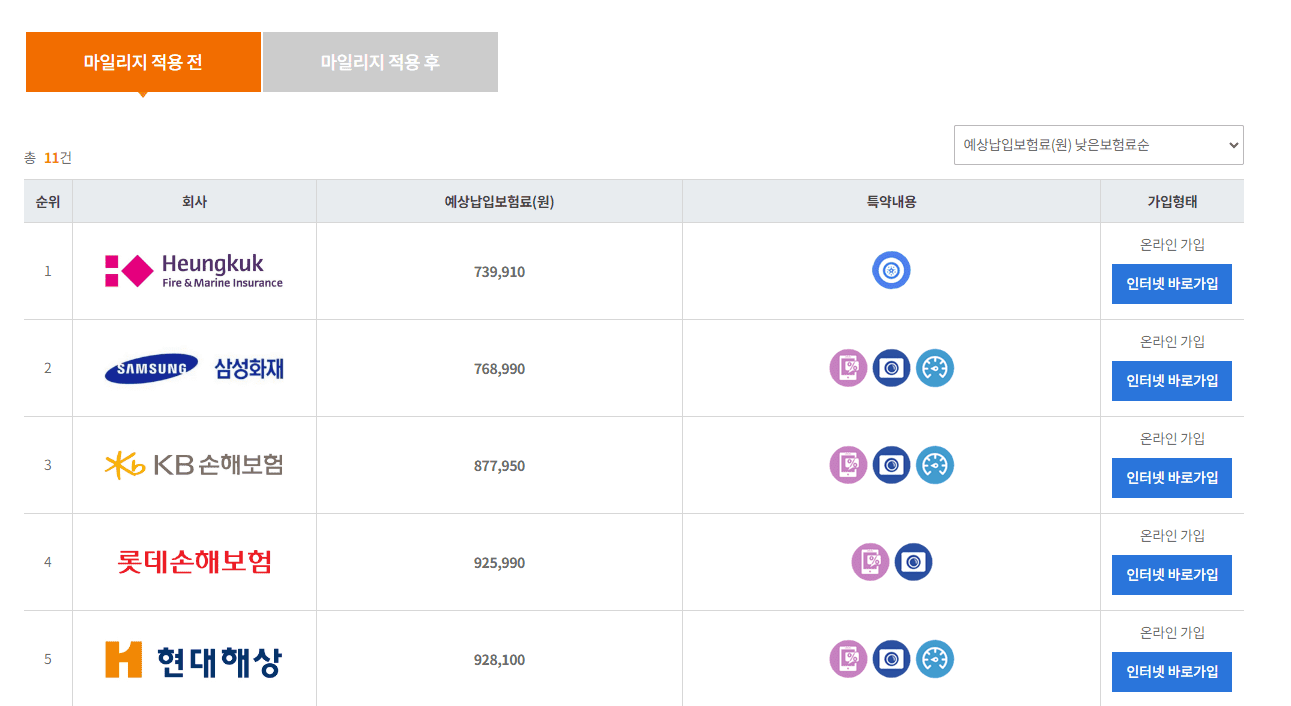 마일리지 적용 전
마일리지 적용 후
총 11건
예상납입보험료(원) 낮은보험료순
순위 회사 예상납입보험료(원) 특약내용 가입형태
1 Heungkuk Fire & Marine Insurance 739,910 온라인 가입 인터넷 바로가입
2 SAMSUNG 삼성화재 768,990 온라인 가입 인터넷 바로가입
3 KB손해보험 877,950 온라인 가입 인터넷 바로가입
4 롯데손해보험 925,990 온라인 가입 인터넷 바로가입
5 현대해상 928,100 온라인 가입 인터넷 바로가입